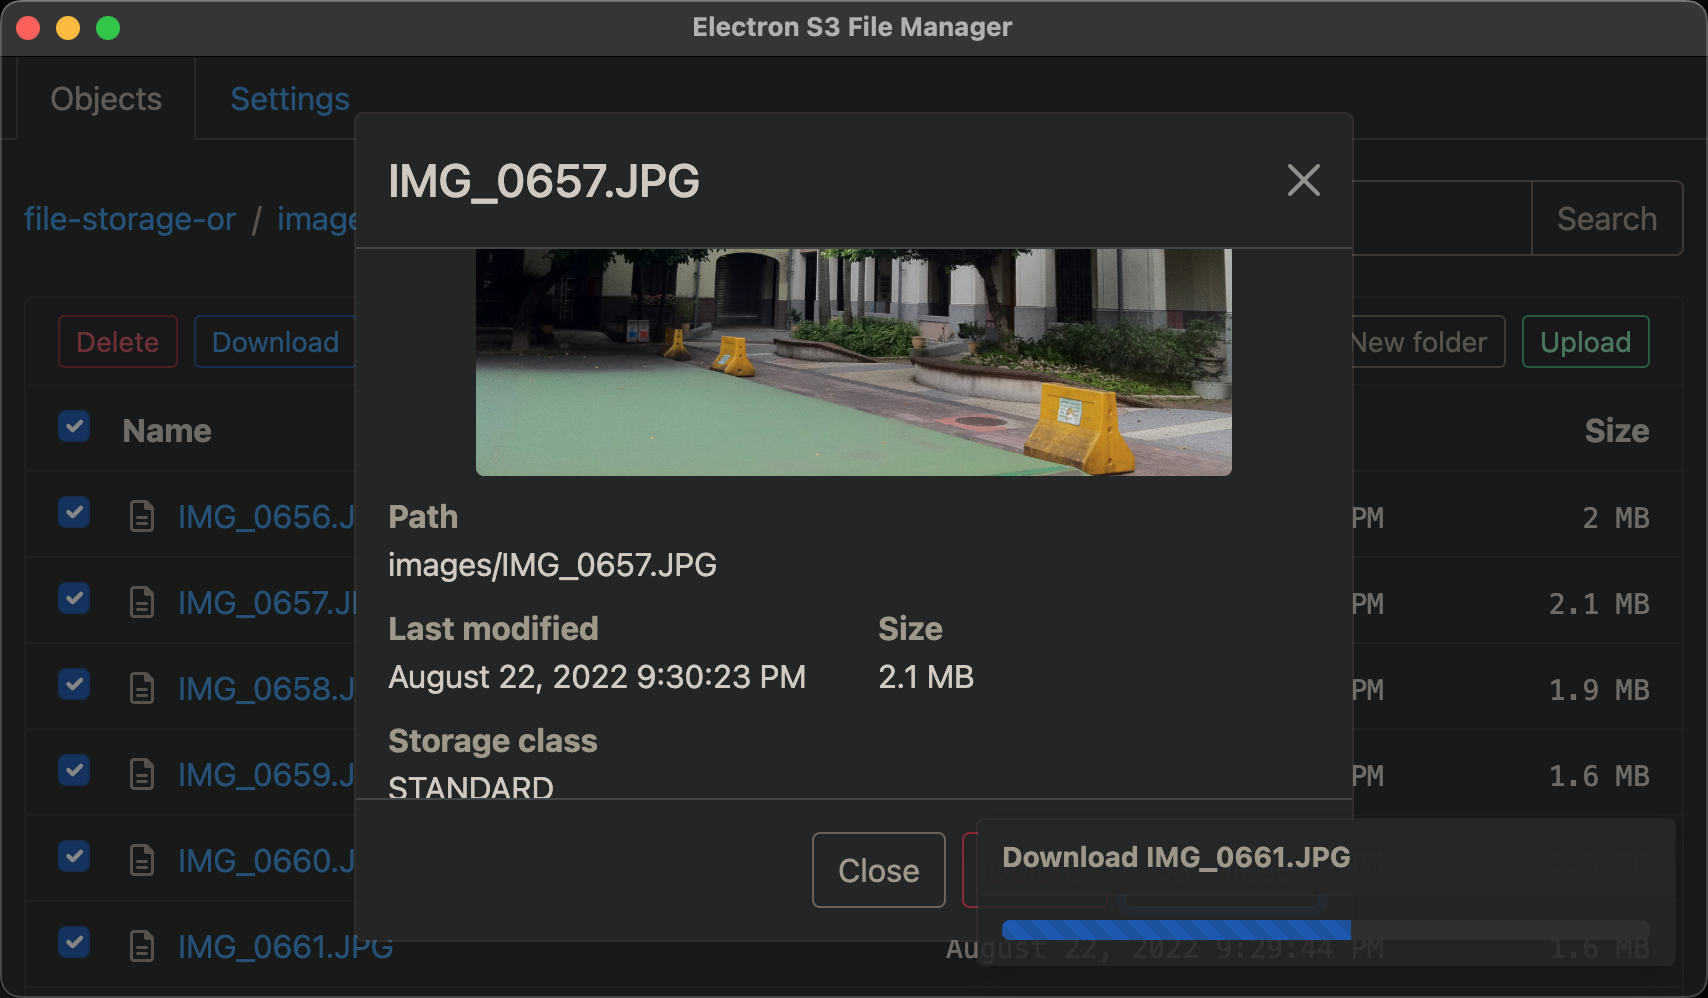 Electron S3 File Manager
Objects
Settings
file-storage-or / image
Search
Delete
Download
New folder
Upload
Name
Size
IMG_0656.J
PM
2 MB
IMG_0657.J
PM
2.1 MB
IMG_0658.J
PM
1.9 MB
IMG_0659.J
PM
1.6 MB
IMG_0660.J
IMG_0661.JPG
August 22, 2022 9:29:44 PM
1.6 MB
IMG_0657.JPG
Path
images/IMG_0657.JPG
Last modified
August 22, 2022 9:30:23 PM
Size
2.1 MB
Storage class
STANDARD
Close
Download IMG_0661.JPG